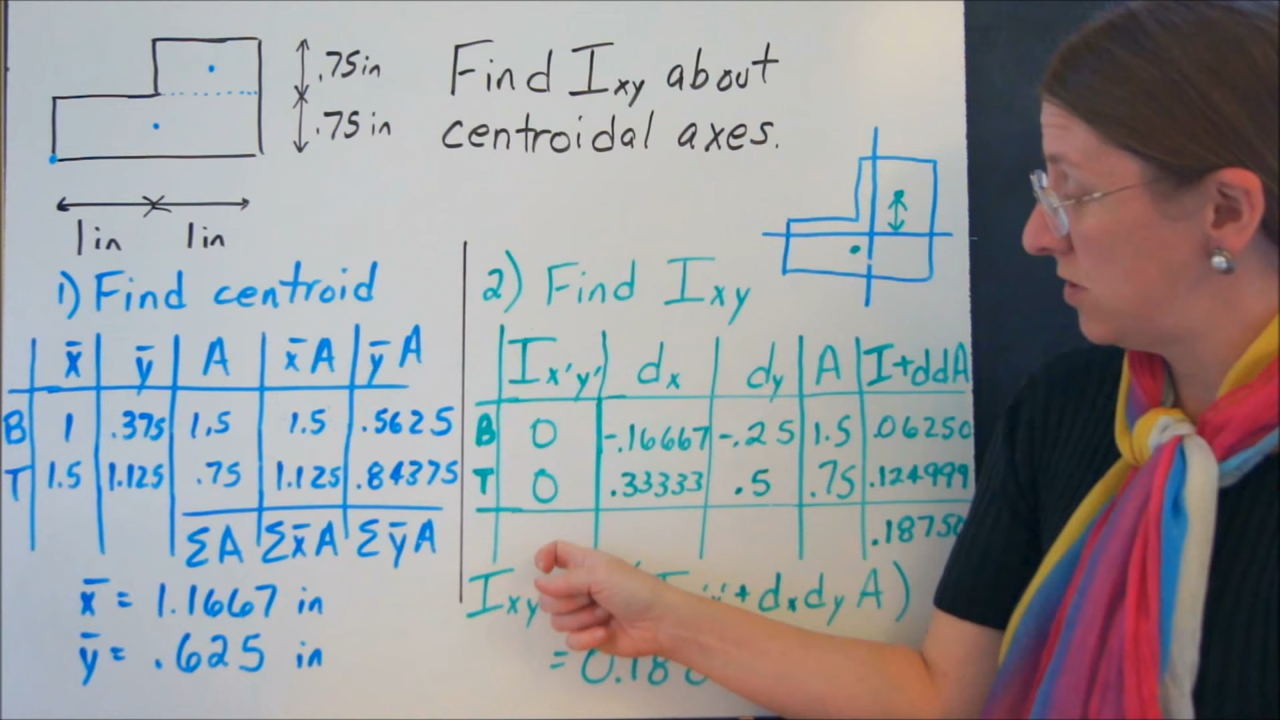 .75in
.75 in
1in 1in
Find Ixy about
centroidal axes.
1) Find centroid
x̄ ȳ A x̄A ȳA
B 1 .375 1.5 1.5 .5625
T 1.5 1.125 .75 1.125 .84375
ΣA Σx̄A ΣȳA
x̄ = 1.1667 in
ȳ = .625 in
2) Find Ixy
Ix'y' dx dy A I+ddA
B 0 -.16667 -.25 1.5 .06250
T 0 .33333 .5 .75 .124999
.18750
Ixy + dxdyA)
= 0.18